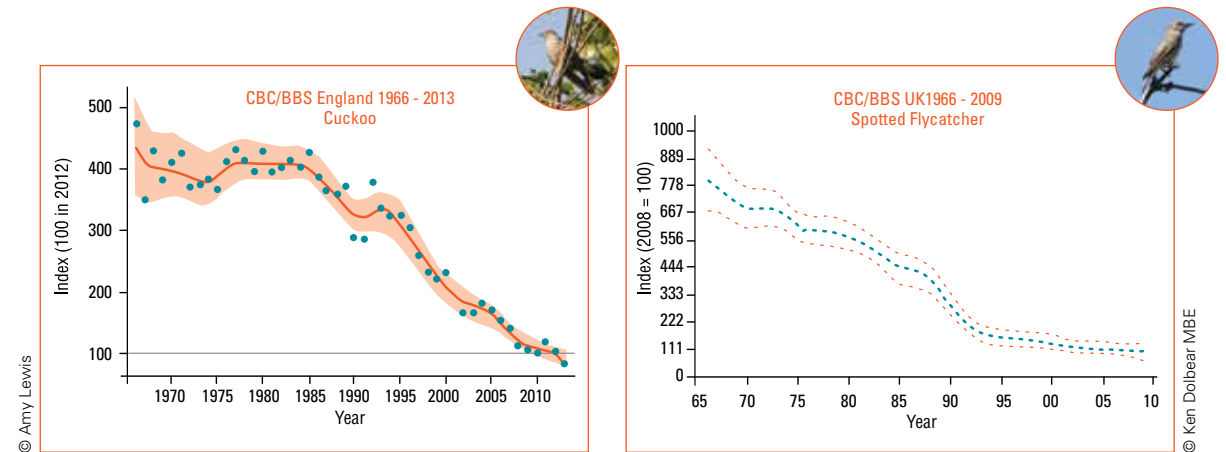 CBC/BBS England 1966 - 2013
Cuckoo
Index (100 in 2012)
500
400
300
200
100
1970 1975 1980 1985 1990 1995 2000 2005 2010
Year
© Amy Lewis
CBC/BBS UK1966 - 2009
Spotted Flycatcher
Index (2008 = 100)
1000
889
778
667
556
444
333
222
111
0
65 70 75 80 85 90 95 00 05 10
Year
© Ken Dolbear MBE